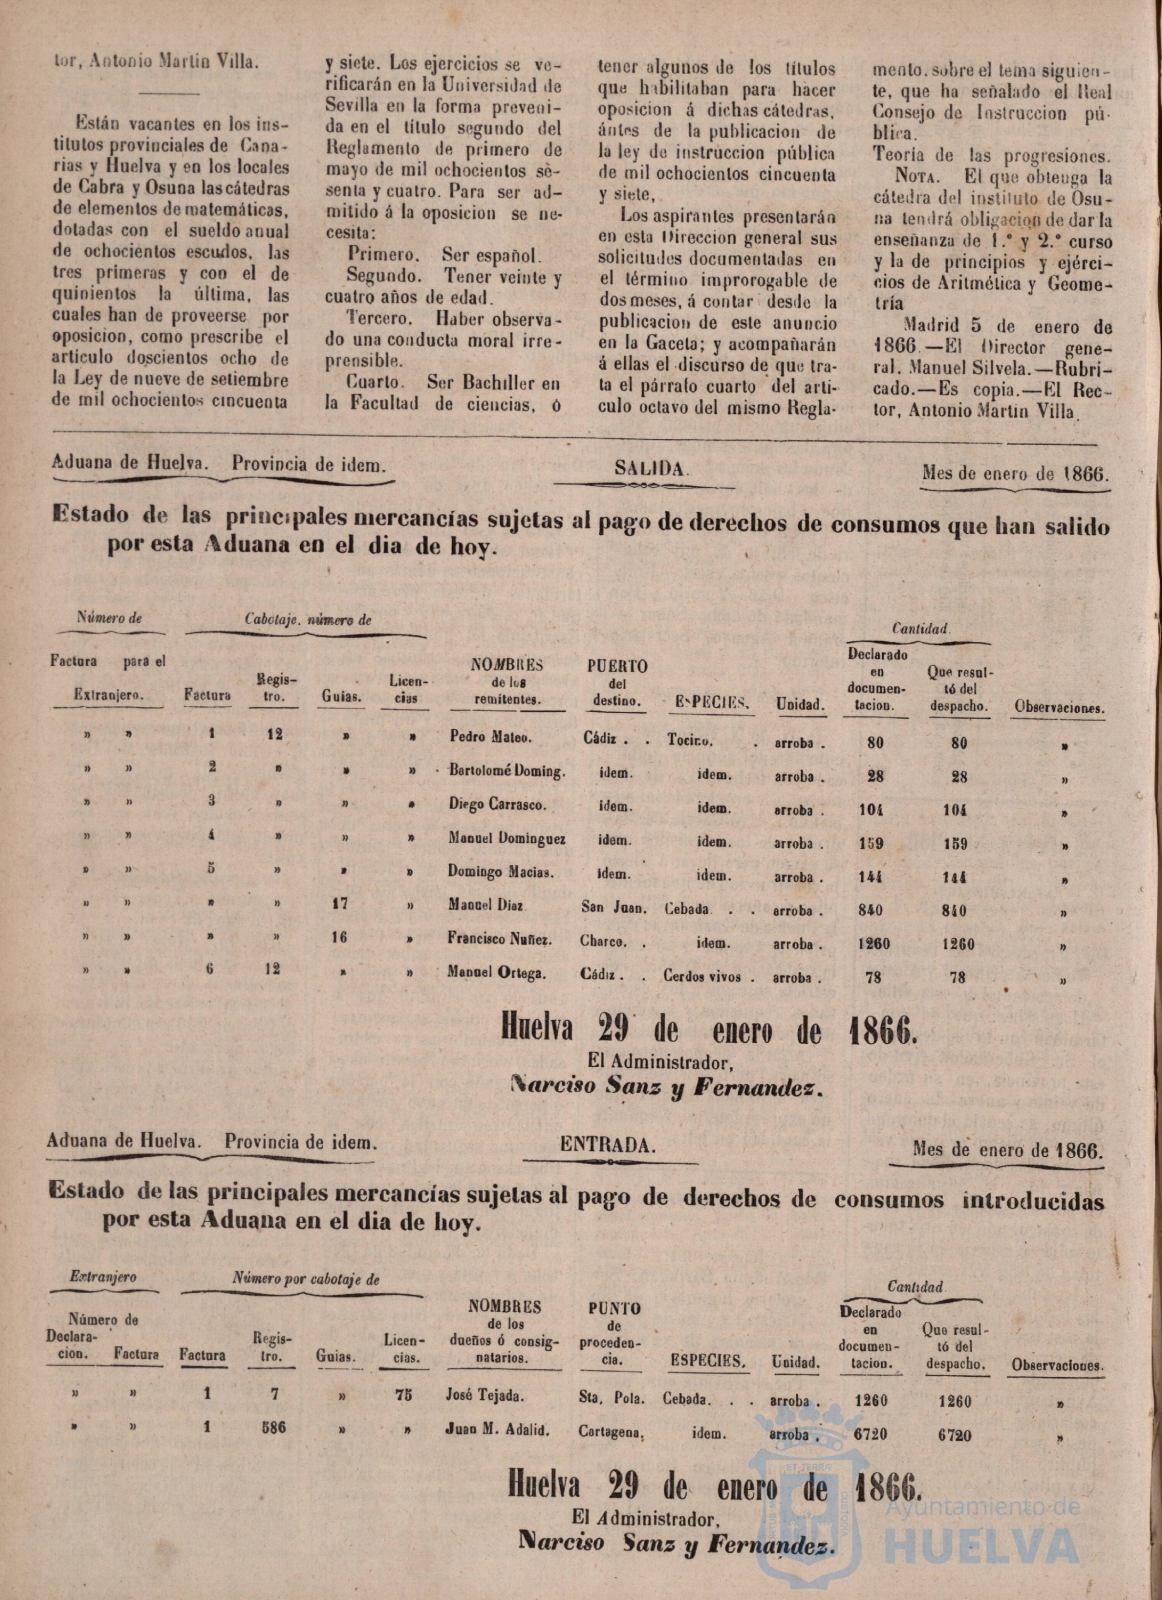 tor, Antonio Martin Villa.
Están vacantes en los ins-
titutos provinciales de Cana-
rias y Huelva y en los locales
de Cabra y Osuna las cátedras
de elementos de matemáticas,
dotadas con el sueldo anual
de ochocientos escudos, las
tres primeras y con el de
quinientos la última, las
cuales han de proveerse por
oposicion, como prescribe el
artículo doscientos ocho de
la Ley de nueve de setiembre
de mil ochocientos cincuenta
y siete. Los ejercicios se ve-
rificarán en la Universidad de
Sevilla en la forma preveni-
da en el título segundo del
Reglamento de primero de
mayo de mil ochocientos se-
senta y cuatro. Para ser ad-
mitido á la oposicion se ne-
cesita:
Primero. Ser español.
Segundo. Tener veinte y
cuatro años de edad.
Tercero. Haber observa-
do una conducta moral irre-
prensible.
Cuarto. Ser Bachiller en
la Facultad de ciencias, ó
tener algunos de los títulos
que habilitaban para hacer
oposicion á dichas cátedras,
ántes de la publicacion de
la ley de instruccion pública
de mil ochocientos cincuenta
y siete,
Los aspirantes presentarán
en esta Direccion general sus
solicitudes documentadas en
el término improrogable de
dos meses, á contar desde la
publicacion de este anuncio
en la Gaceta; y acompañarán
á ellas el discurso de que tra-
ta el párrafo cuarto del artí-
culo octavo del mismo Regla-
mento. sobre el tema siguien-
te, que ha señalado el Real
Consejo de Instruccion pú-
blica.
Teoría de las progresiones.
NOTA. El que obtenga la
cátedra del instituto de Osu-
na tendrá obligacion de dar la
enseñanza de 1.º y 2.º curso
y la de principios y ejérci-
cios de Aritmética y Geome-
tría
Madrid 5 de enero de
1866.—El Director gene-
ral. Manuel Silvela.—Rubri-
cado.—Es copia.—El Rec-
tor, Antonio Martin Villa.
Aduana de Huelva. Provincia de idem. SALIDA. Mes de enero de 1866.
Estado de las principales mercancías sujetas al pago de derechos de consumos que han salido
por esta Aduana en el dia de hoy.
Número de Cabotaje. número de Cantidad.
Factura para el Extranjero. Factura Regis-tro. Guias. Licen-cias NOMBRES de los remitentes. PUERTO del destino. ESPECIES. Unidad. Declarado en documen-tacion. Que resul-tó del despacho. Observaciones.
» » 1 12 » » Pedro Mateo. Cádiz . . Tocino. . arroba . 80 80 »
» » 2 » » » Bartolomé Doming. idem. idem. arroba . 28 28 »
» » 3 » » » Diego Carrasco. idem. idem. arroba . 104 104 »
» » 4 » » » Manuel Dominguez idem. idem. arroba . 159 159 »
» » 5 » » » Domingo Macias. idem. idem. arroba . 144 144 »
» » » » 17 » Manuel Diaz San Juan. Cebada . . arroba . 840 840 »
» » » » 16 » Francisco Nuñez. Charco. . idem. arroba . 1260 1260 »
» » 6 12 » » Manuel Ortega. Cádiz . . Cerdos vivos . arroba . 78 78 »
Huelva 29 de enero de 1866.
El Administrador,
Narciso Sanz y Fernandez.
Aduana de Huelva. Provincia de idem. ENTRADA. Mes de enero de 1866.
Estado de las principales mercancías sujetas al pago de derechos de consumos introducidas
por esta Aduana en el dia de hoy.
Extranjero Número por cabotaje de Cantidad
Número de Declara-cion. Factura Factura Regis-tro. Guias. Licen-cias. NOMBRES de los dueños ó consig-natarios. PUNTO de proceden-cia. ESPECIES. Unidad. Declarado en documen-tacion. Que resul-tó del despacho. Observaciones.
» » 1 7 » 75 José Tejada. Sta. Pola. Cebada. . . arroba . 1260 1260 »
» » 1 586 » » Juan M. Adalid. Cartagena. idem. arroba . 6720 6720 »
Huelva 29 de enero de 1866.
El Administrador,
Narciso Sanz y Fernandez.
Ayuntamiento de
HUELVA